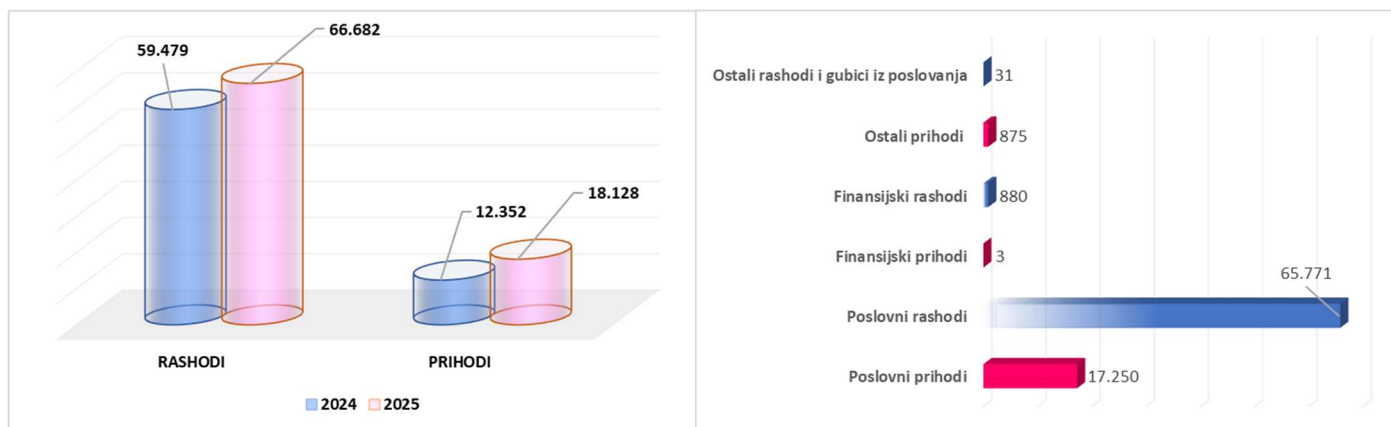 59.479
66.682
12.352
18.128
RASHODI
PRIHODI
2024 2025
Ostali rashodi i gubici iz poslovanja
31
Ostali prihodi
875
Finansijski rashodi
880
Finansijski prihodi
3
65.771
Poslovni rashodi
Poslovni prihodi
17.250